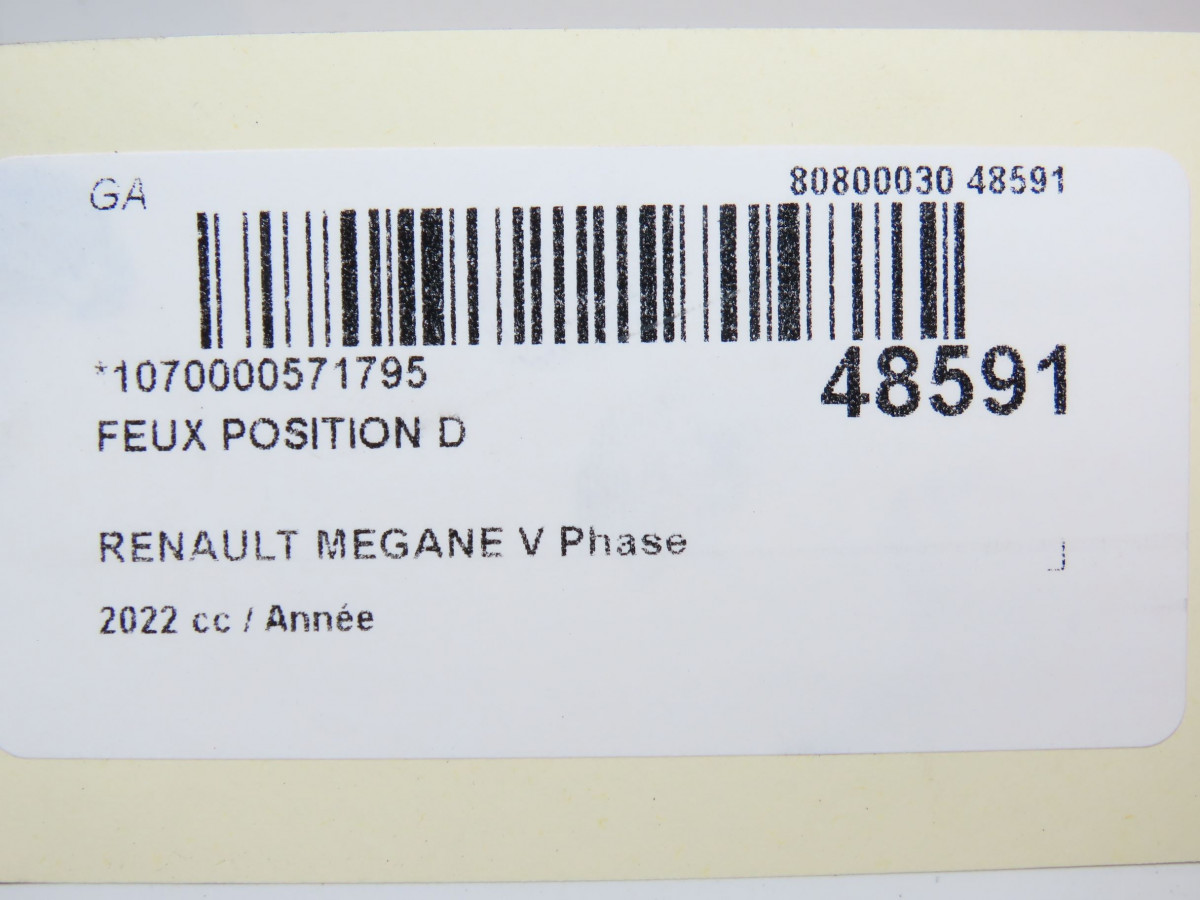 GA
80800030 48591
*1070000571795
48591
FEUX POSITION D
RENAULT MEGANE V Phase
2022 cc / Année